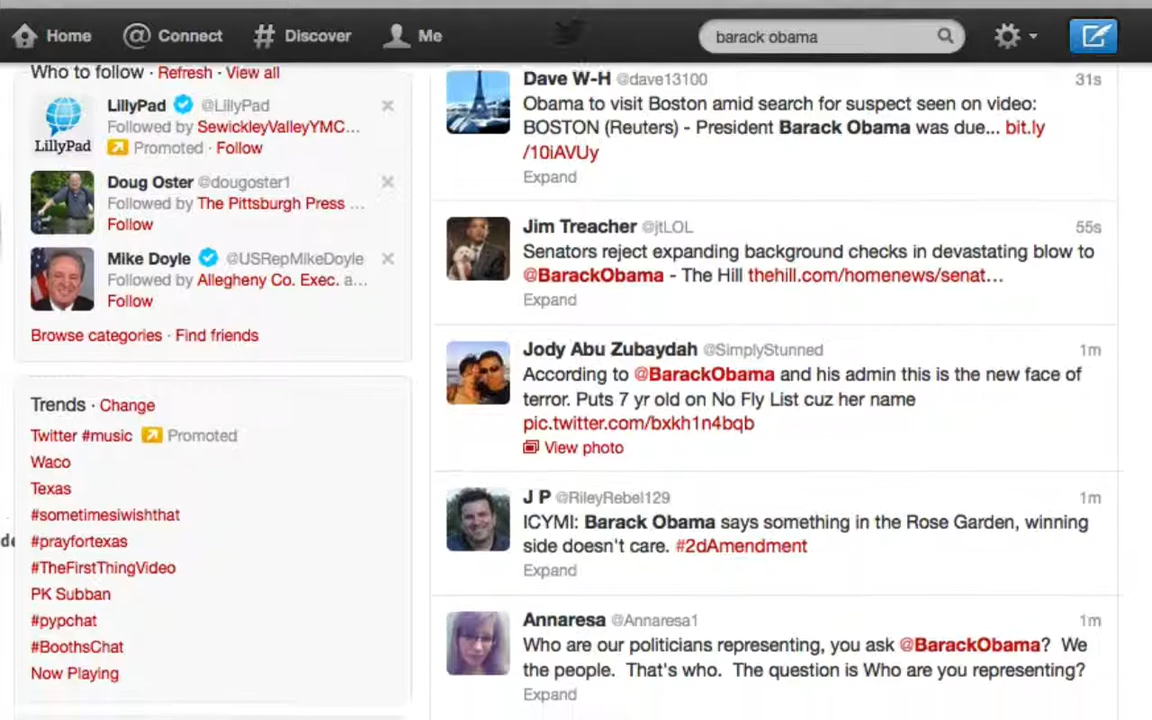 Home
Connect
Discover
Me
barack obama
Who to follow · Refresh · View all
LillyPad @LillyPad
Followed by SewickleyValleyYMC...
Promoted · Follow
LillyPad
Doug Oster @dougoster1
Followed by The Pittsburgh Press ...
Follow
Mike Doyle @USRepMikeDoyle
Followed by Allegheny Co. Exec. a...
Follow
Browse categories · Find friends
Trends · Change
Twitter #music Promoted
Waco
Texas
#sometimesiwishthat
#prayfortexas
#TheFirstThingVideo
PK Subban
#pypchat
#BoothsChat
Now Playing
Dave W-H @dave13100 31s
Obama to visit Boston amid search for suspect seen on video:
BOSTON (Reuters) - President Barack Obama was due... bit.ly
/10iAVUy
Expand
Jim Treacher @jtLOL 55s
Senators reject expanding background checks in devastating blow to
@BarackObama - The Hill thehill.com/homenews/senat...
Expand
Jody Abu Zubaydah @SimplyStunned 1m
According to @BarackObama and his admin this is the new face of
terror. Puts 7 yr old on No Fly List cuz her name
pic.twitter.com/bxkh1n4bqb
View photo
J P @RileyRebel129 1m
ICYMI: Barack Obama says something in the Rose Garden, winning
side doesn't care. #2dAmendment
Expand
Annaresa @Annaresa1 1m
Who are our politicians representing, you ask @BarackObama? We
the people. That's who. The question is Who are you representing?
Expand